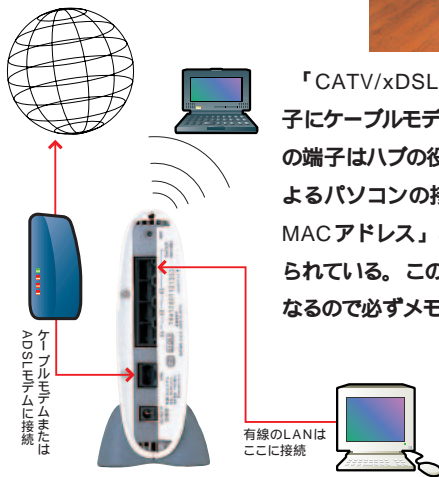 「CATV/xDSL
子にケーブルモデ
の端子はハブの役
よるパソコンの接
MACアドレス」
られている。この
なるので必ずメモ
ケーブルモデムまたは
ADSLモデムに接続
有線のLANは
ここに接続